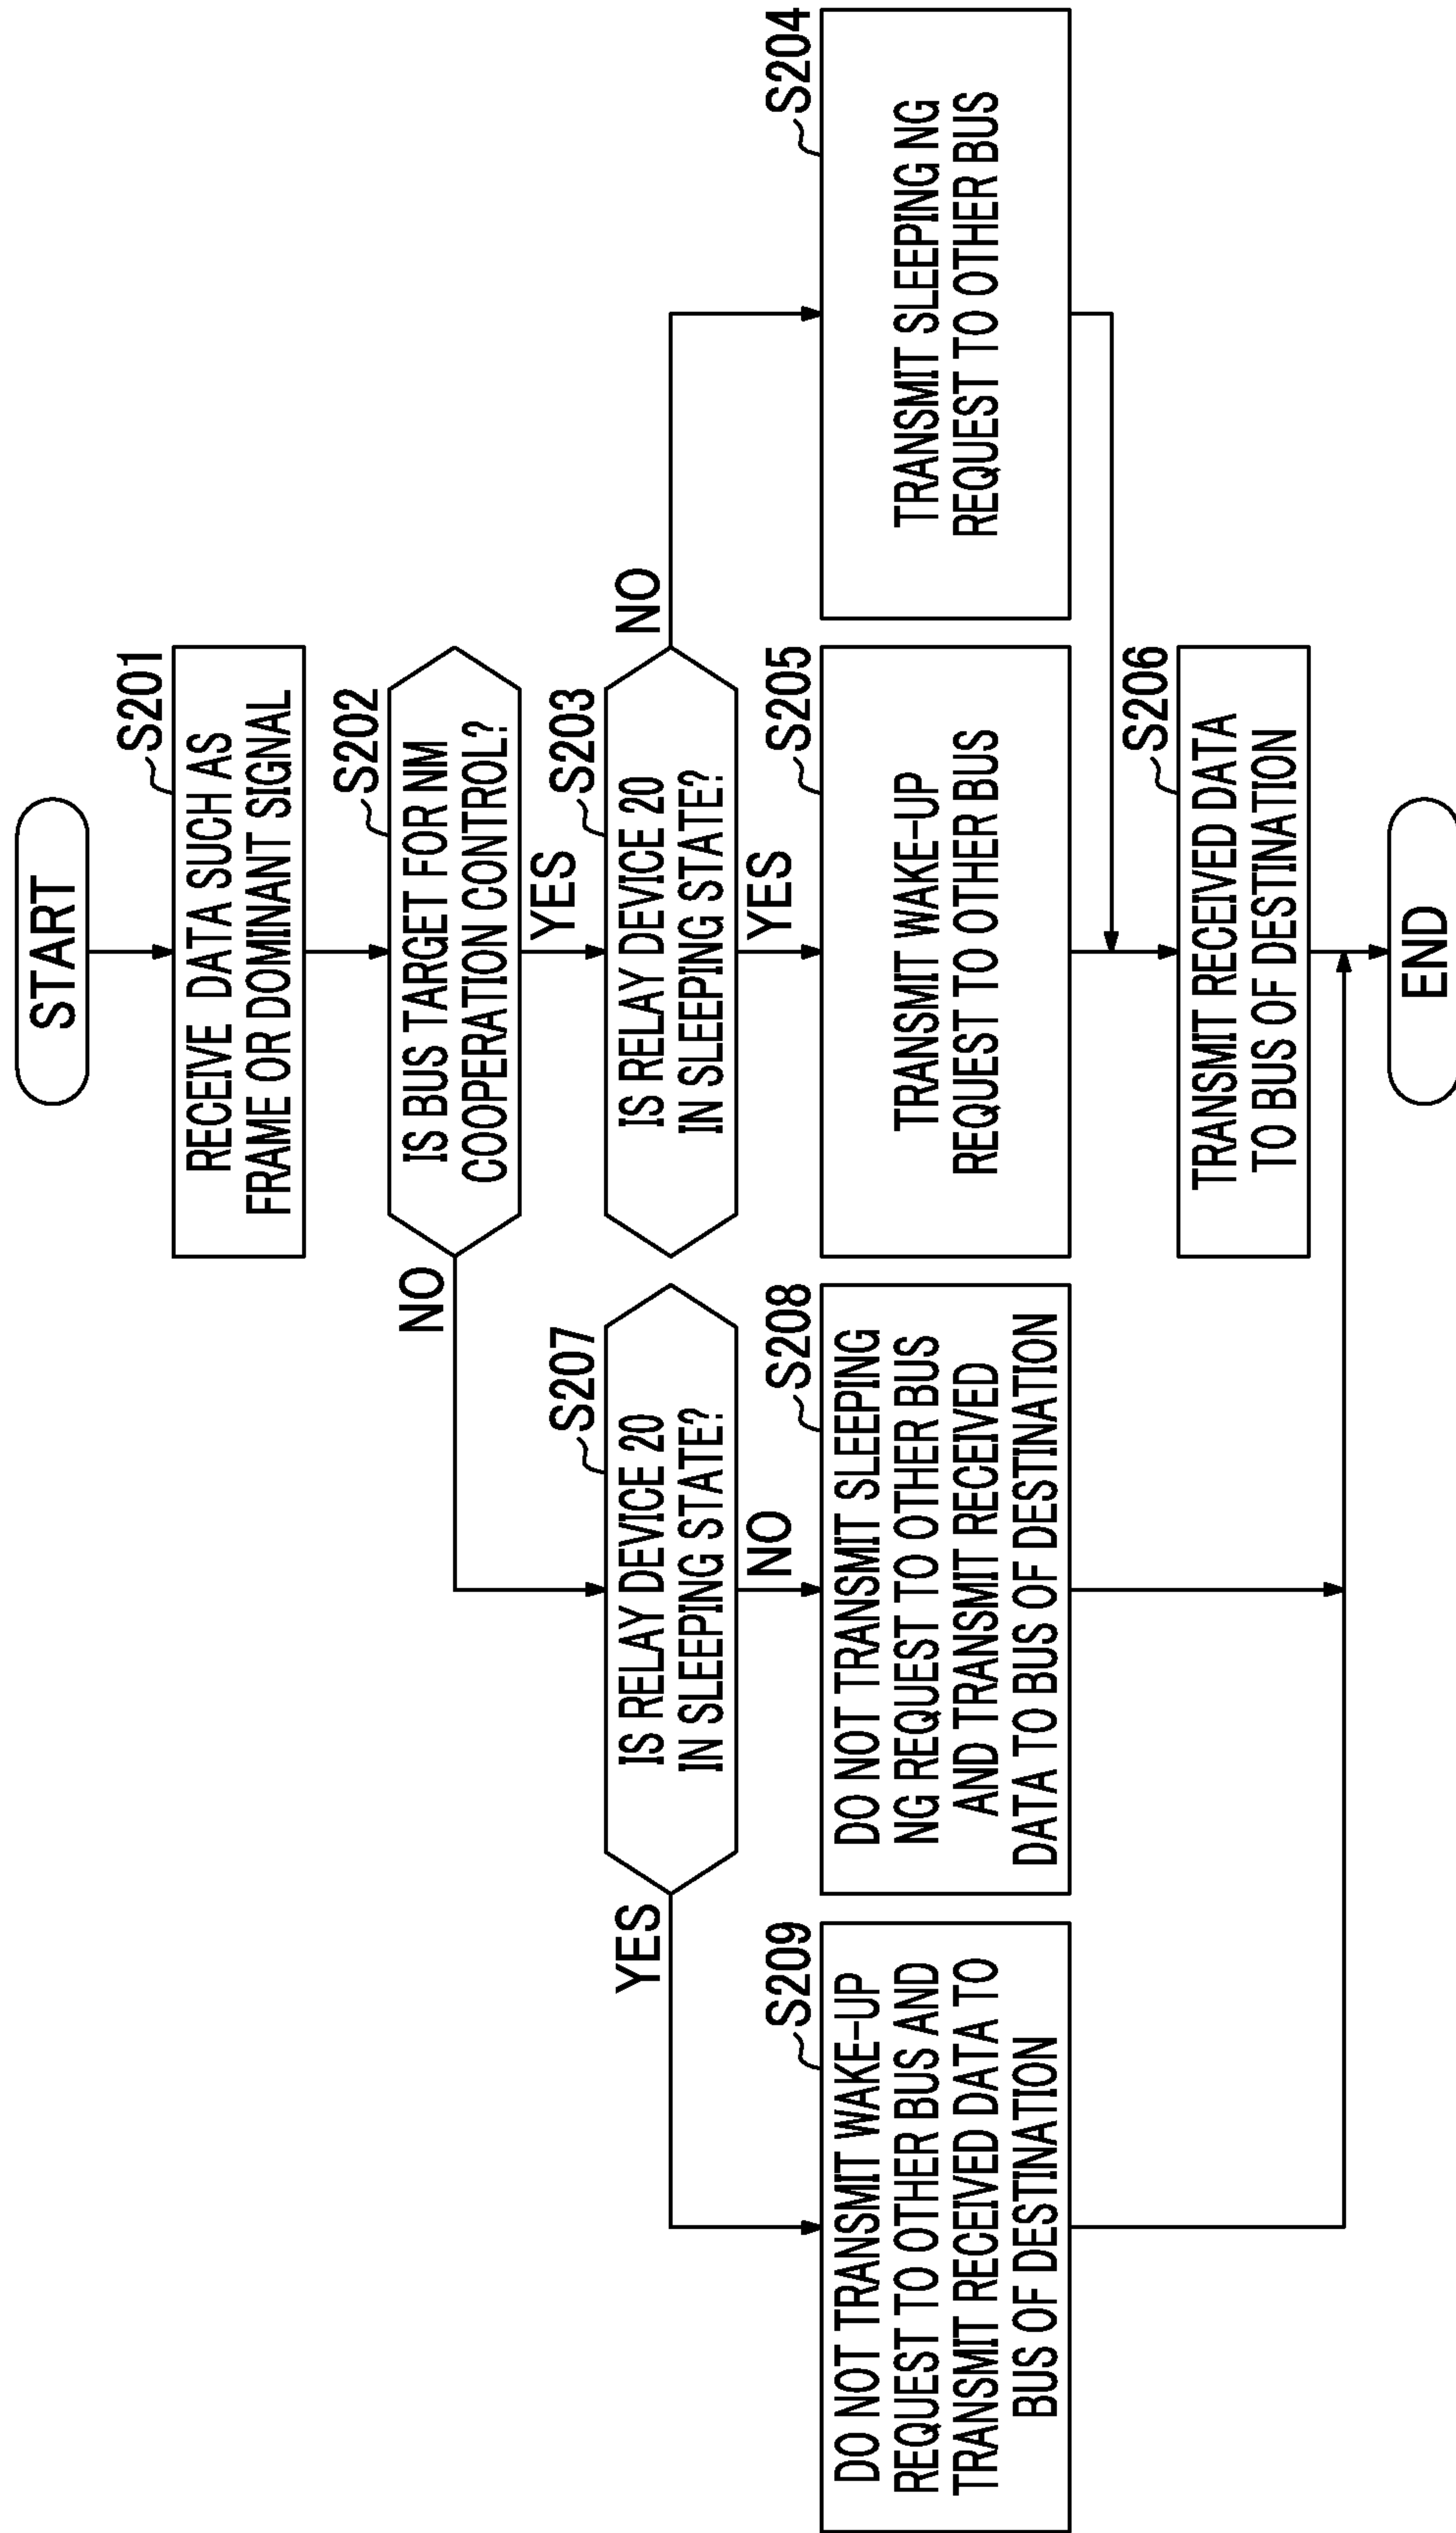 START
S201
RECEIVE DATA SUCH AS
FRAME OR DOMINANT SIGNAL
S202
IS BUS TARGET FOR NM
COOPERATION CONTROL?
NO
YES
S207
IS RELAY DEVICE 20
IN SLEEPING STATE?
YES
NO
S203
IS RELAY DEVICE 20
IN SLEEPING STATE?
NO
YES
S209
DO NOT TRANSMIT WAKE-UP
REQUEST TO OTHER BUS AND
TRANSMIT RECEIVED DATA TO
BUS OF DESTINATION
S208
DO NOT TRANSMIT SLEEPING
NG REQUEST TO OTHER BUS
AND TRANSMIT RECEIVED
DATA TO BUS OF DESTINATION
S205
TRANSMIT WAKE-UP
REQUEST TO OTHER BUS
S204
TRANSMIT SLEEPING NG
REQUEST TO OTHER BUS
S206
TRANSMIT RECEIVED DATA
TO BUS OF DESTINATION
END